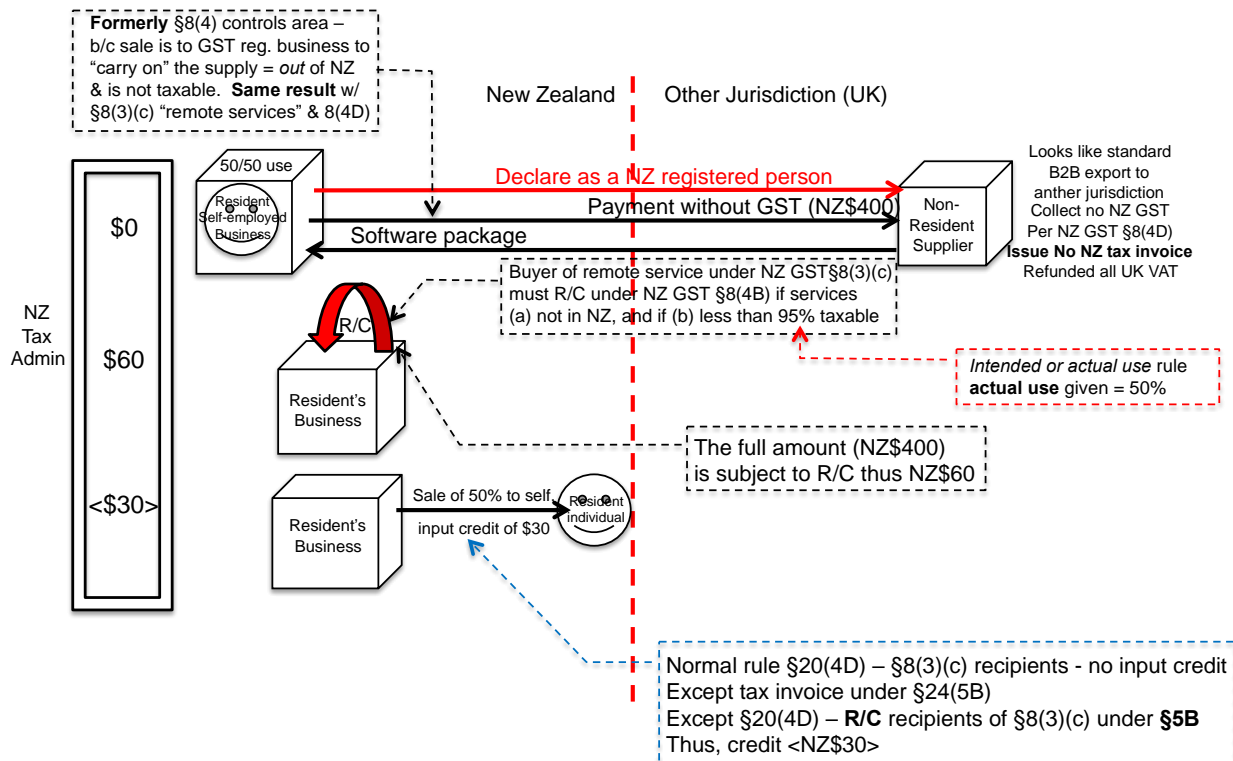 Formerly §8(4) controls area –
b/c sale is to GST reg. business to
“carry on” the supply = out of NZ
& is not taxable. Same result w/
§8(3)(c) “remote services” & 8(4D)
New Zealand
Other Jurisdiction (UK)
50/50 use
Resident
Self-employed
Business
Declare as a NZ registered person
Payment without GST (NZ$400)
Software package
Non-
Resident
Supplier
Looks like standard
B2B export to
anther jurisdiction
Collect no NZ GST
Per NZ GST §8(4D)
Issue No NZ tax invoice
Refunded all UK VAT
NZ
Tax
Admin
$0
$60
<$30>
Buyer of remote service under NZ GST§8(3)(c)
must R/C under NZ GST §8(4B) if services
(a) not in NZ, and if (b) less than 95% taxable
R/C
Resident’s
Business
Intended or actual use rule
actual use given = 50%
The full amount (NZ$400)
is subject to R/C thus NZ$60
Resident’s
Business
Sale of 50% to self,
input credit of $30
Resident
individual
Normal rule §20(4D) – §8(3)(c) recipients - no input credit
Except tax invoice under §24(5B)
Except §20(4D) – R/C recipients of §8(3)(c) under §5B
Thus, credit <NZ$30>